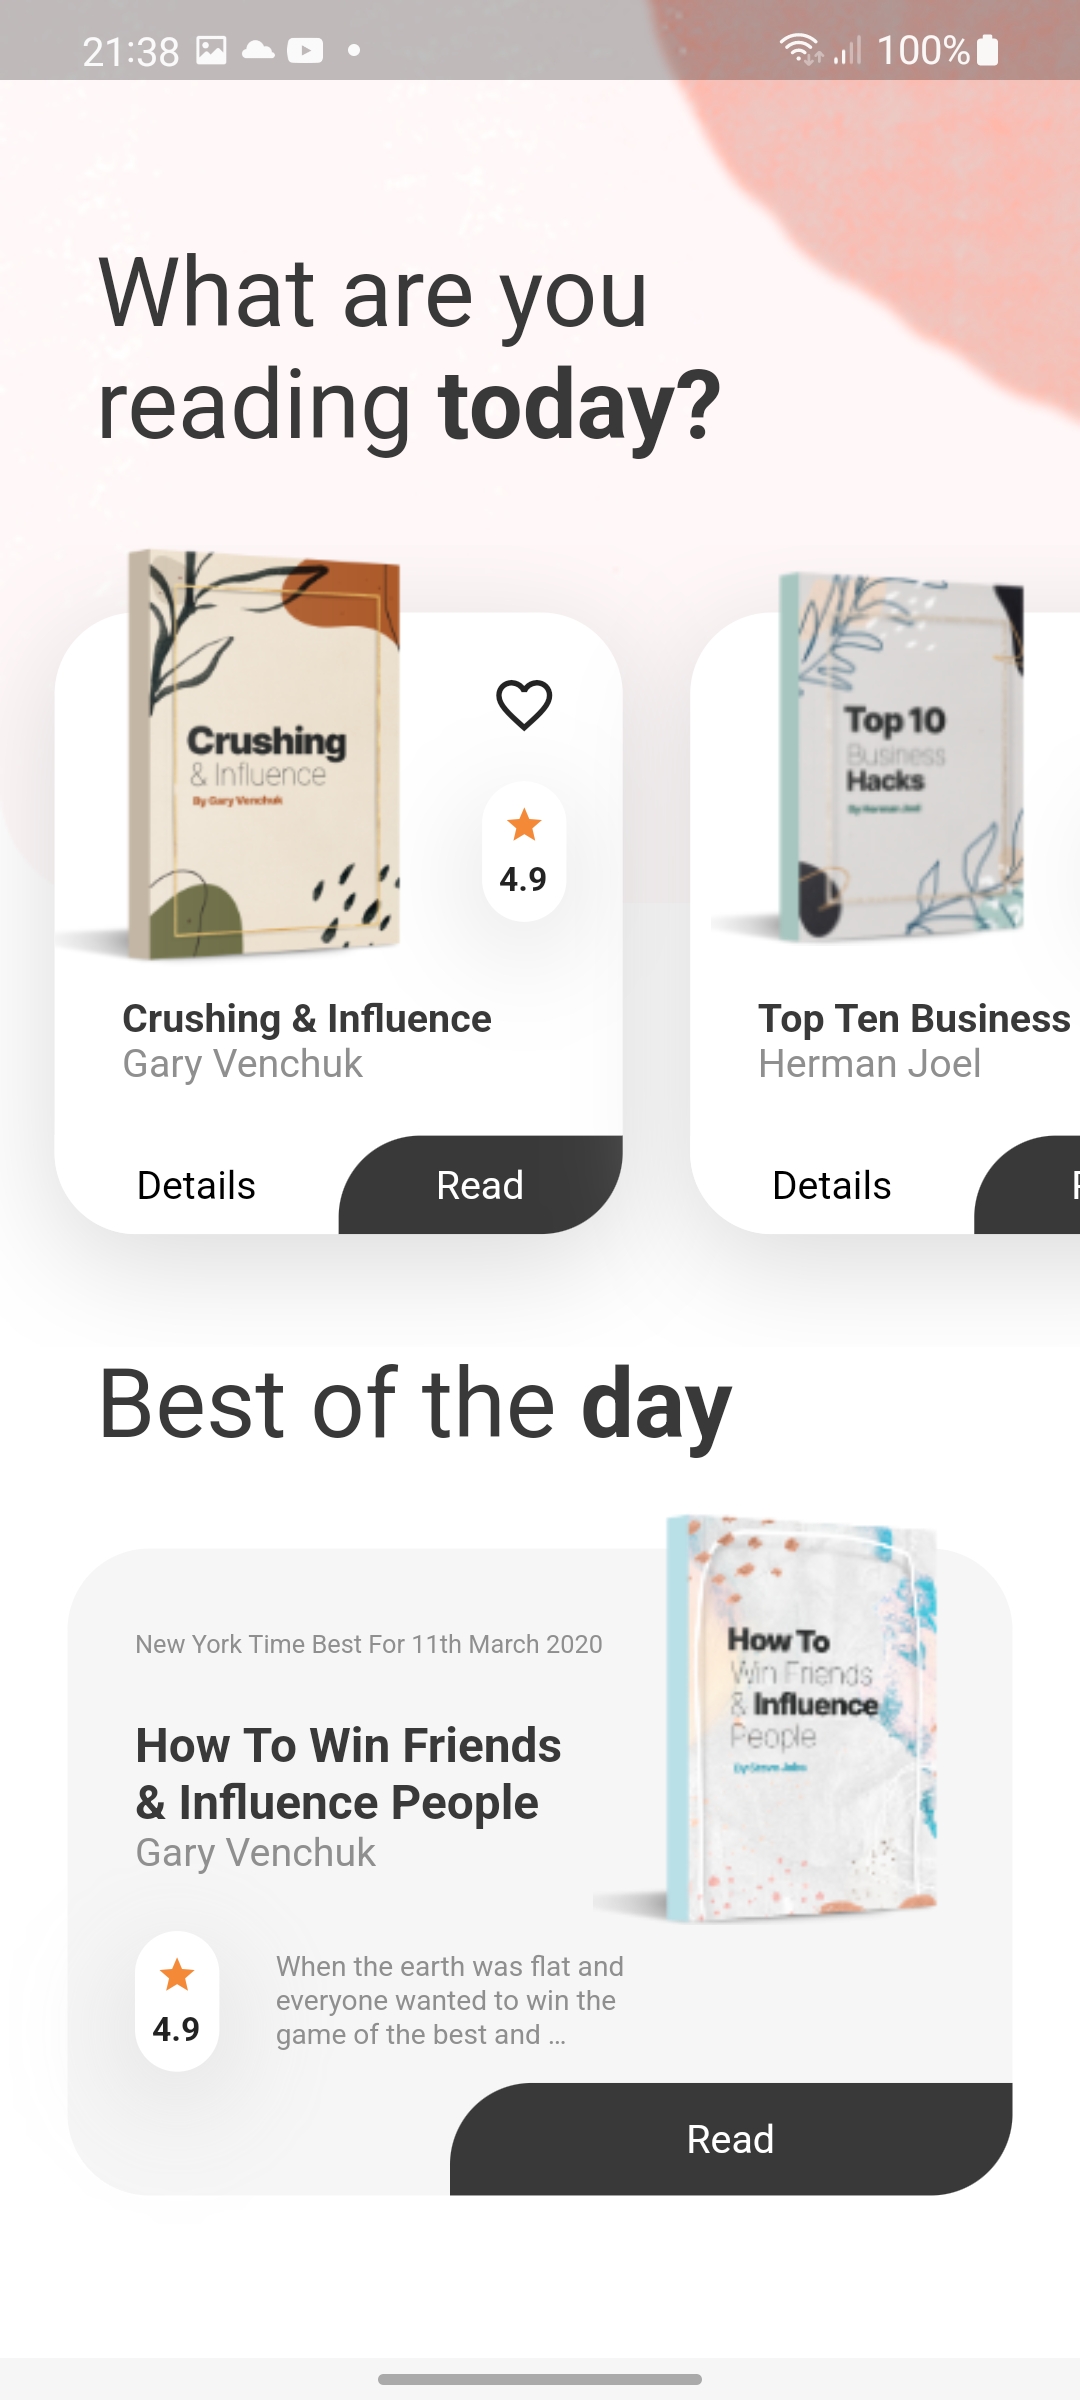 21:38
100%
What are you
reading today?
Crushing
& Influence
By Gary Venchuk
4.9
Crushing & Influence
Gary Venchuk
Details
Read
Top 10
Business
Hacks
By Herman Joel
Top Ten Business
Herman Joel
Details
Best of the day
New York Time Best For 11th March 2020
How To Win Friends
& Influence People
Gary Venchuk
How To
Win Friends
& Influence
People
By Steve Jobs
4.9
When the earth was flat and
everyone wanted to win the
game of the best and ...
Read